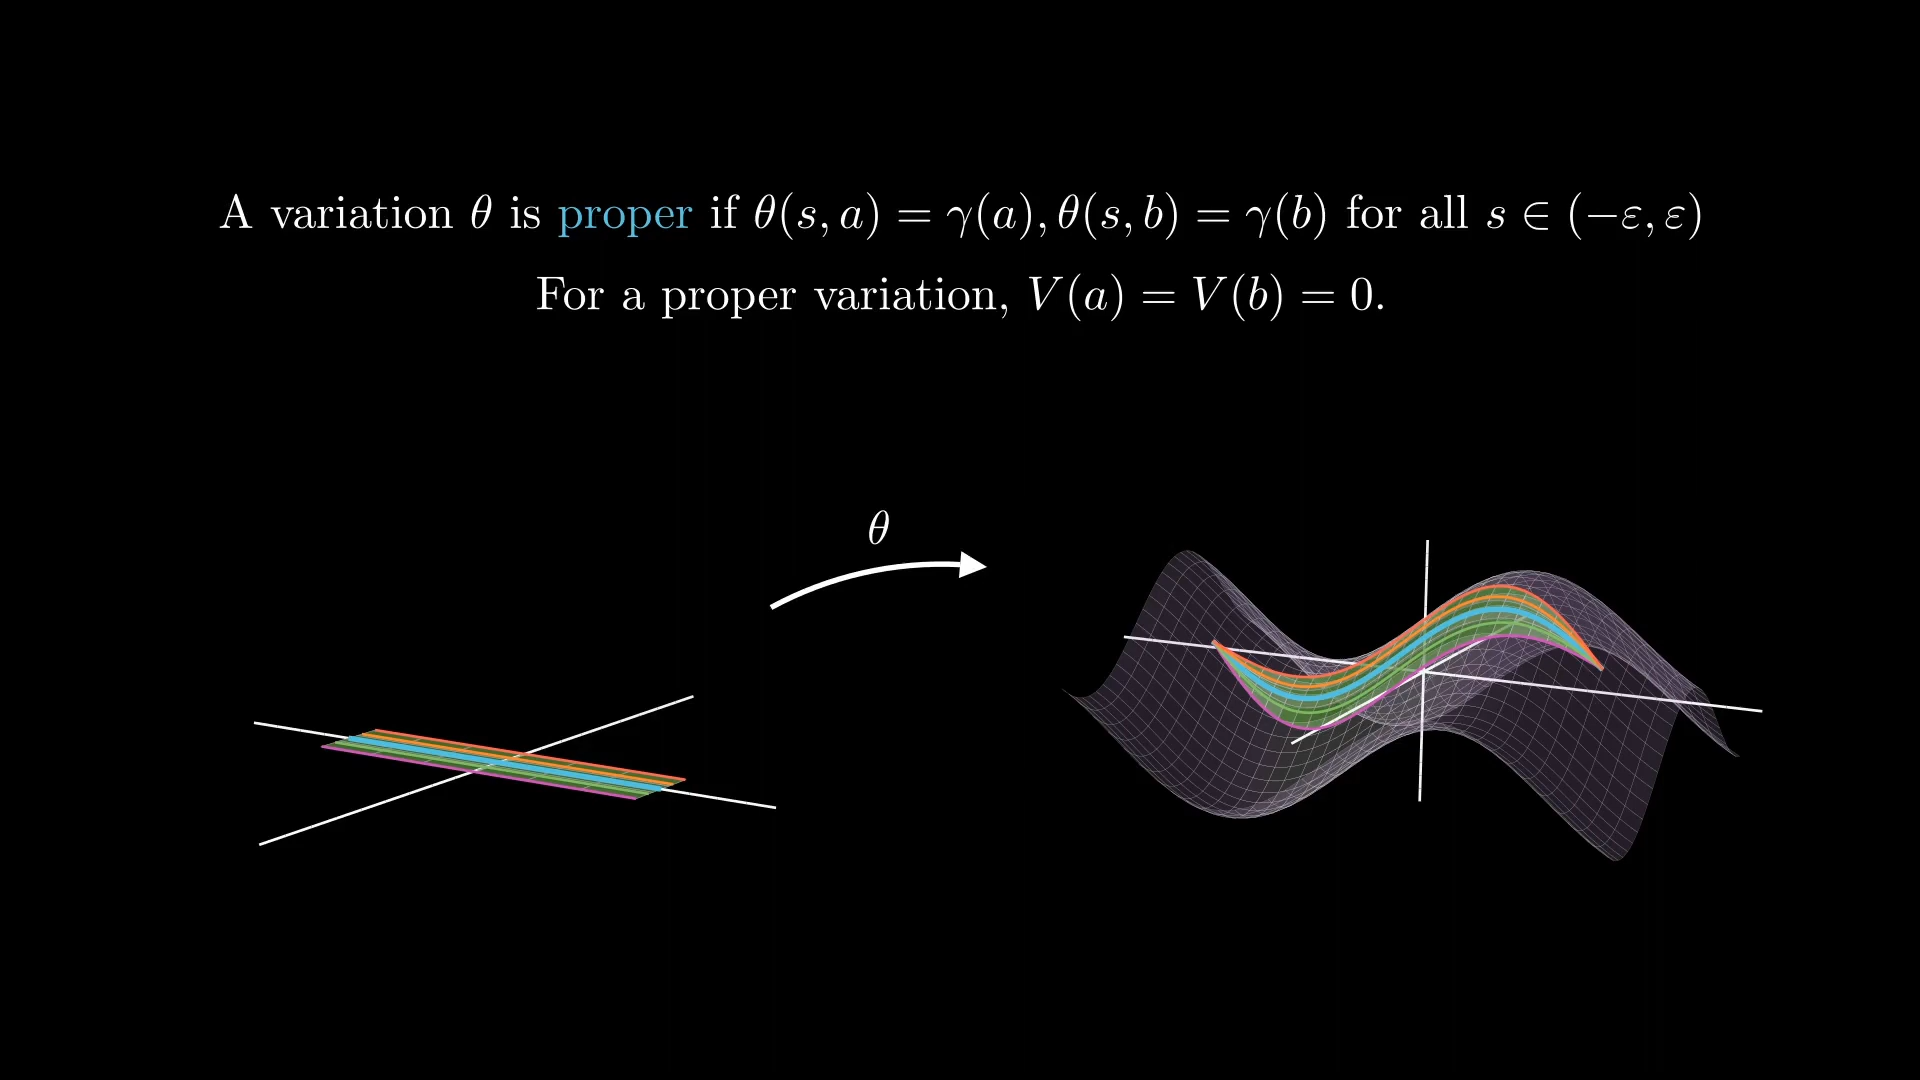 A variation θ is proper if θ(s, a) = γ(a), θ(s, b) = γ(b) for all s ∈ (−ε, ε)
For a proper variation, V(a) = V(b) = 0.
θ